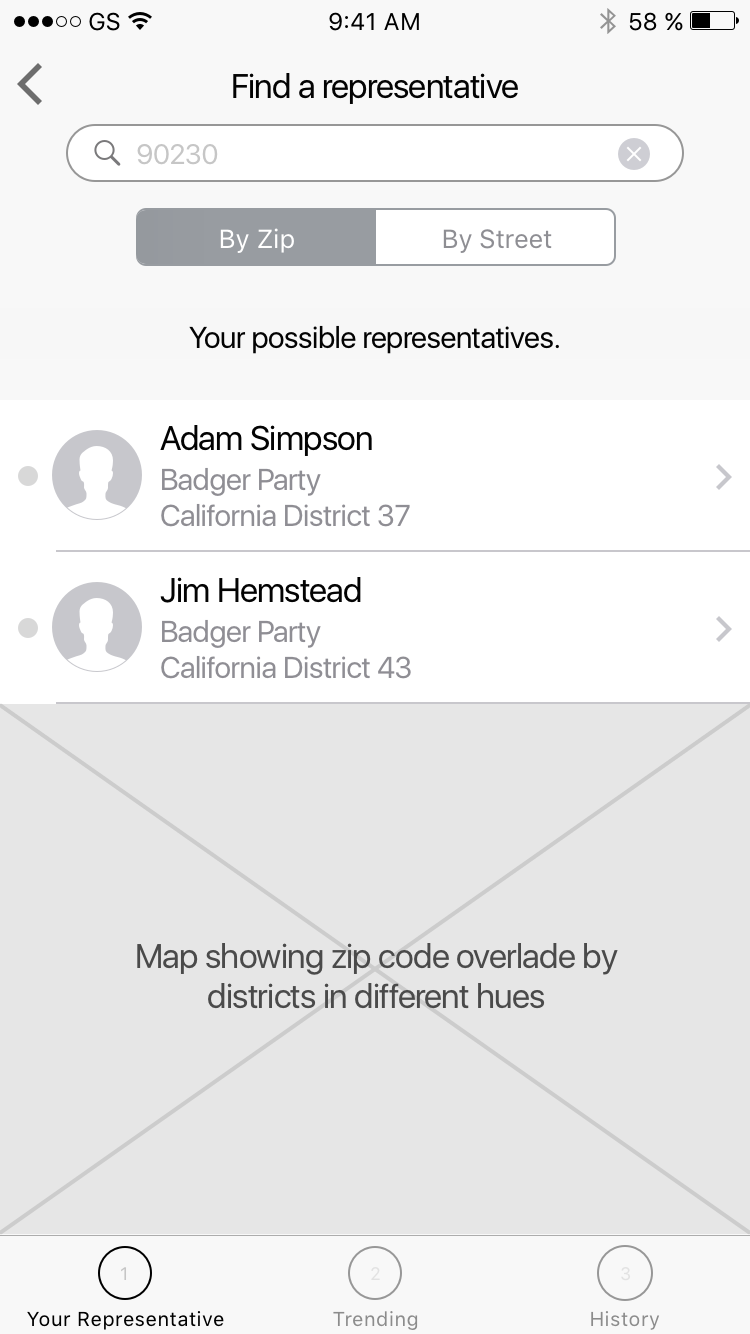 GS 9:41 AM 58 %
Find a representative
90230
By Zip By Street
Your possible representatives.
Adam Simpson
Badger Party
California District 37
Jim Hemstead
Badger Party
California District 43
Map showing zip code overlade by
districts in different hues
1 2 3
Your Representative Trending History